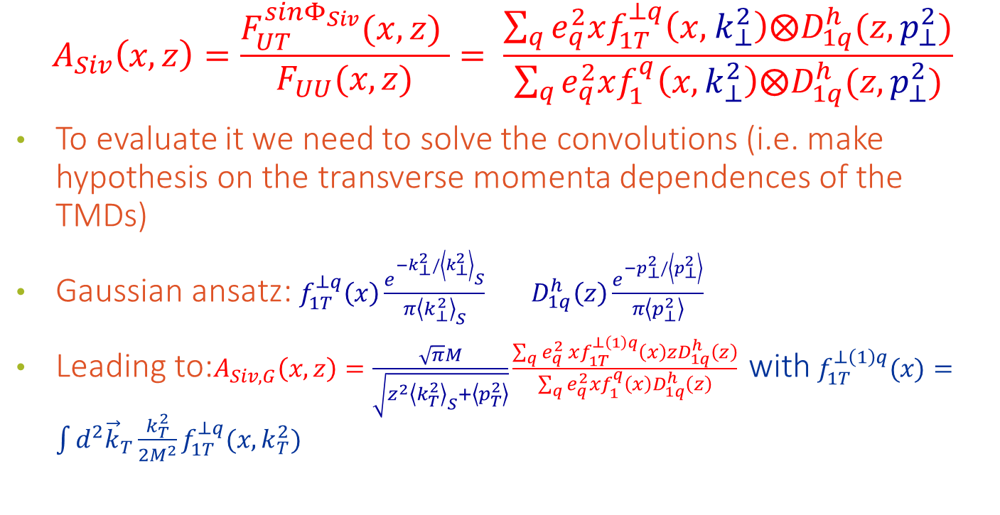 A_{Siv}(x, z) = \frac{F_{UT}^{sinΦ_{Siv}}(x, z)}{F_{UU}(x, z)} = \frac{∑_q e_q^2 x f_{1T}^{⊥q}(x, k_⊥^2)⊗D_{1q}^h(z, p_⊥^2)}{∑_q e_q^2 x f_1^q(x, k_⊥^2)⊗D_{1q}^h(z, p_⊥^2)}
• To evaluate it we need to solve the convolutions (i.e. make
hypothesis on the transverse momenta dependences of the
TMDs)
• Gaussian ansatz: f_{1T}^{⊥q}(x) \frac{e^{-k_⊥^2/⟨k_⊥^2⟩_S}}{π⟨k_⊥^2⟩_S} D_{1q}^h(z) \frac{e^{-p_⊥^2/⟨p_⊥^2⟩}}{π⟨p_⊥^2⟩}
• Leading to: A_{Siv,G}(x, z) = \frac{\sqrt{π}M}{\sqrt{z^2⟨k_T^2⟩_S+⟨p_T^2⟩}} \frac{∑_q e_q^2 x f_{1T}^{⊥(1)q}(x) z D_{1q}^h(z)}{∑_q e_q^2 x f_1^q(x) D_{1q}^h(z)} with f_{1T}^{⊥(1)q}(x) =
∫ d^2\vec{k}_T \frac{k_T^2}{2M^2} f_{1T}^{⊥q}(x, k_T^2)